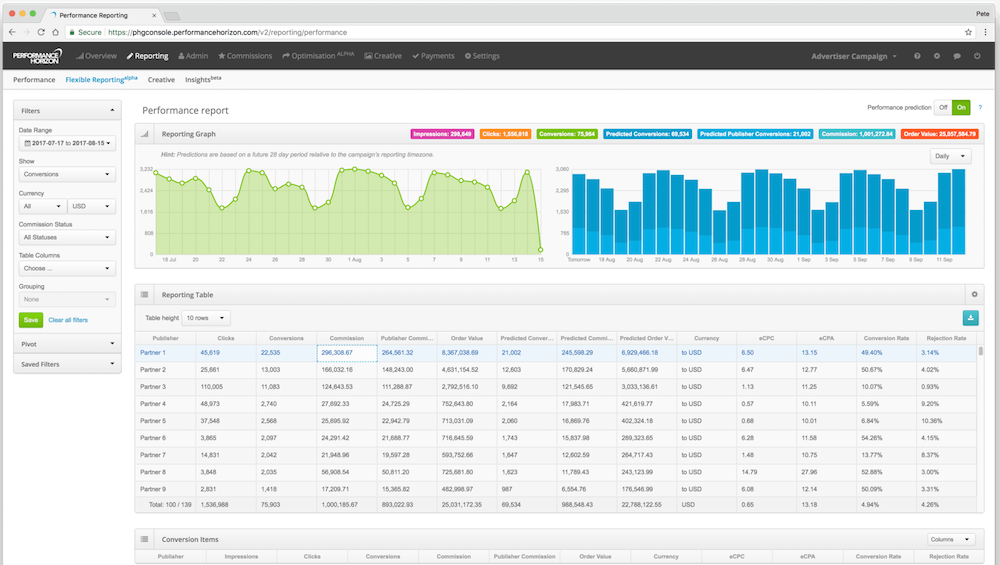 Performance Reporting
Pete
Secure https://phgconsole.performancehorizon.com/v2/reporting/performance
PERFORMANCE HORIZON Overview Reporting Admin Commissions Optimisation ALPHA Creative Payments Settings Advertiser Campaign
Performance Flexible Reporting alpha Creative Insights beta
Filters
Date Range
2017-07-17 to 2017-08-15
Show
Conversions
Currency
All USD
Commission Status
All Statuses
Table Columns
Choose ...
Grouping
None
Save Clear all filters
Pivot
Saved Filters
Performance report
Performance prediction Off On ?
Reporting Graph
Impressions: 298,649 Clicks: 1,556,818 Conversions: 75,984 Predicted Conversions: 69,534 Predicted Publisher Conversions: 21,002 Commission: 1,001,272.64 Order Value: 25,057,584.79
Hint: Predictions are based on a future 28 day period relative to the campaign's reporting timezone.
Daily
3,232
2,424
1,616
808
0
18 Jul 20 22 24 26 28 30 1 Aug 3 5 7 9 11 13 15
3,060
2,295
1,530
765
0
Tomorrow 18 Aug 20 Aug 22 Aug 24 Aug 26 Aug 28 Aug 30 Aug 1 Sep 3 Sep 5 Sep 7 Sep 9 Sep 11 Sep
Reporting Table
Table height 10 rows
Publisher Clicks Conversions Commission Publisher Commi... Order Value Predicted Conver... Predicted Commi... Predicted Order V... Currency eCPC eCPA Conversion Rate Rejection Rate
Partner 1 45,619 22,535 296,308.67 264,561.32 8,367,038.69 21,002 245,598.29 6,929,466.18 to USD 6.50 13.15 49.40% 3.14%
Partner 2 25,661 13,003 166,032.16 148,243.00 4,631,154.52 12,603 170,829.24 5,660,871.99 to USD 6.47 12.77 50.67% 4.02%
Partner 3 110,005 11,083 124,643.53 111,288.87 2,792,516.10 9,692 121,545.65 3,033,136.61 to USD 1.13 11.25 10.07% 0.93%
Partner 4 48,973 2,740 27,692.33 24,725.29 752,643.80 2,164 17,983.71 421,619.77 to USD 0.57 10.11 5.59% 9.20%
Partner 5 37,548 2,568 25,695.92 22,942.79 713,031.09 2,060 16,869.76 402,324.18 to USD 0.68 10.01 6.84% 10.36%
Partner 6 3,865 2,097 24,291.42 21,688.77 716,645.59 1,743 15,837.98 289,323.65 to USD 6.28 11.58 54.26% 4.15%
Partner 7 14,831 2,042 21,948.96 19,597.28 593,752.86 1,647 12,602.59 264,717.43 to USD 1.48 10.75 13.77% 8.37%
Partner 8 3,848 2,035 56,908.54 50,811.20 725,681.80 1,623 11,789.43 243,123.99 to USD 14.79 27.96 52.88% 3.00%
Partner 9 2,831 1,418 17,209.71 15,365.82 482,998.97 987 6,554.76 176,546.99 to USD 6.08 12.14 50.09% 3.31%
Total: 100 / 139 1,536,988 75,903 1,000,185.67 893,022.93 25,031,172.35 69,534 988,548.43 22,788,122.55 USD 0.65 13.18 4.94% 4.26%
Conversion Items
Columns
Publisher Impressions Clicks Conversions Commission Publisher Commission Order Value Currency eCPC eCPA Conversion Rate Rejection Rate